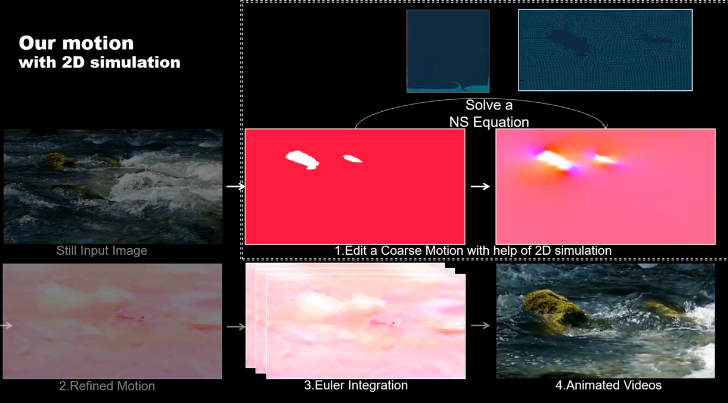 Our motion
with 2D simulation
Solve a
NS Equation
Still Input Image
1.Edit a Coarse Motion with help of 2D simulation
2.Refined Motion
3.Euler Integration
4.Animated Videos